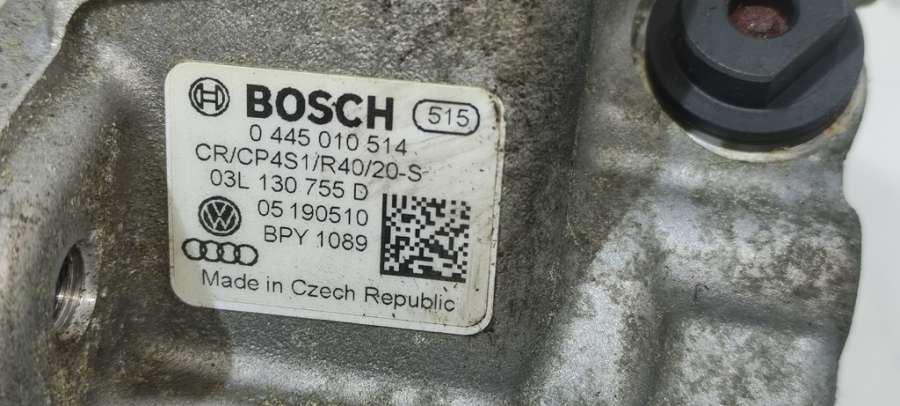 BOSCH 515
0 445 010 514
CR/CP4S1/R40/20-S
03L 130 755 D
05 190510
BPY 1089
Made in Czech Republic